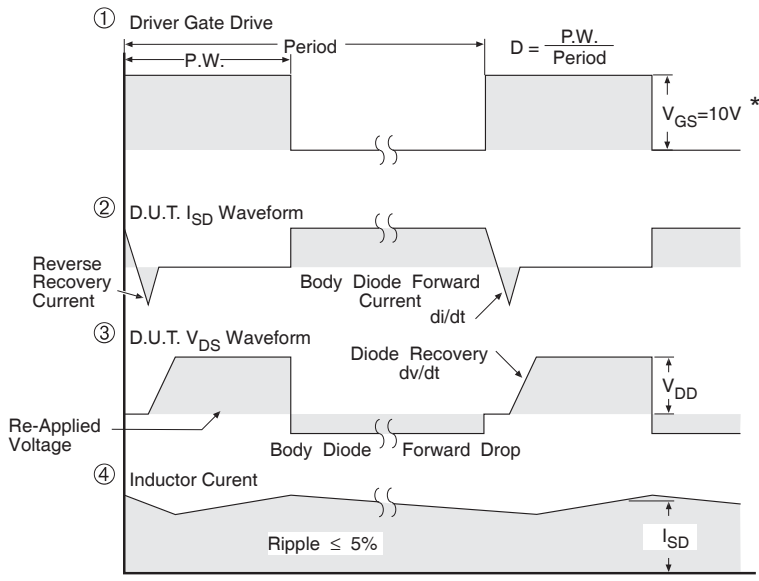 ① Driver Gate Drive
P.W.
Period
D = P.W. / Period
V_GS=10V *
② D.U.T. I_SD Waveform
Reverse
Recovery
Current
Body Diode Forward
Current
di/dt
③ D.U.T. V_DS Waveform
Diode Recovery
dv/dt
V_DD
Re-Applied
Voltage
Body Diode Forward Drop
④ Inductor Curent
Ripple ≤ 5%
I_SD